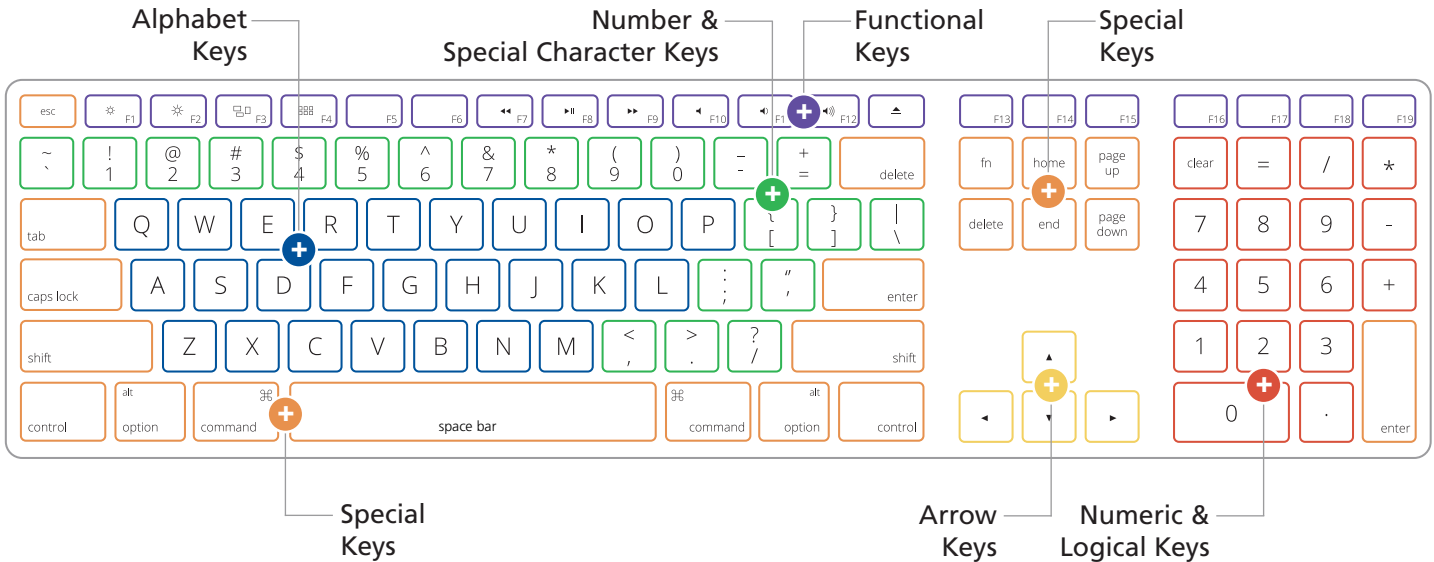 Alphabet
Keys
Number &
Special Character Keys
Functional
Keys
Special
Keys
esc F1 F2 F3 F4 F5 F6 F7 F8 F9 F10 F1 F12 F13 F14 F15 F16 F17 F18 F19
~ ! @ # $ % ^ & * ( ) _ +
` 1 2 3 4 5 6 7 8 9 0 - = delete fn home page up clear = / *
tab Q W E R T Y U I O P { } |
[ ] \ delete end page down 7 8 9 -
caps lock A S D F G H J K L : "
; ' enter 4 5 6 +
shift Z X C V B N M < > ?
, . / shift 1 2 3
control alt option ⌘ command space bar ⌘ command alt option control 0 . enter
Special
Keys
Arrow
Keys
Numeric &
Logical Keys